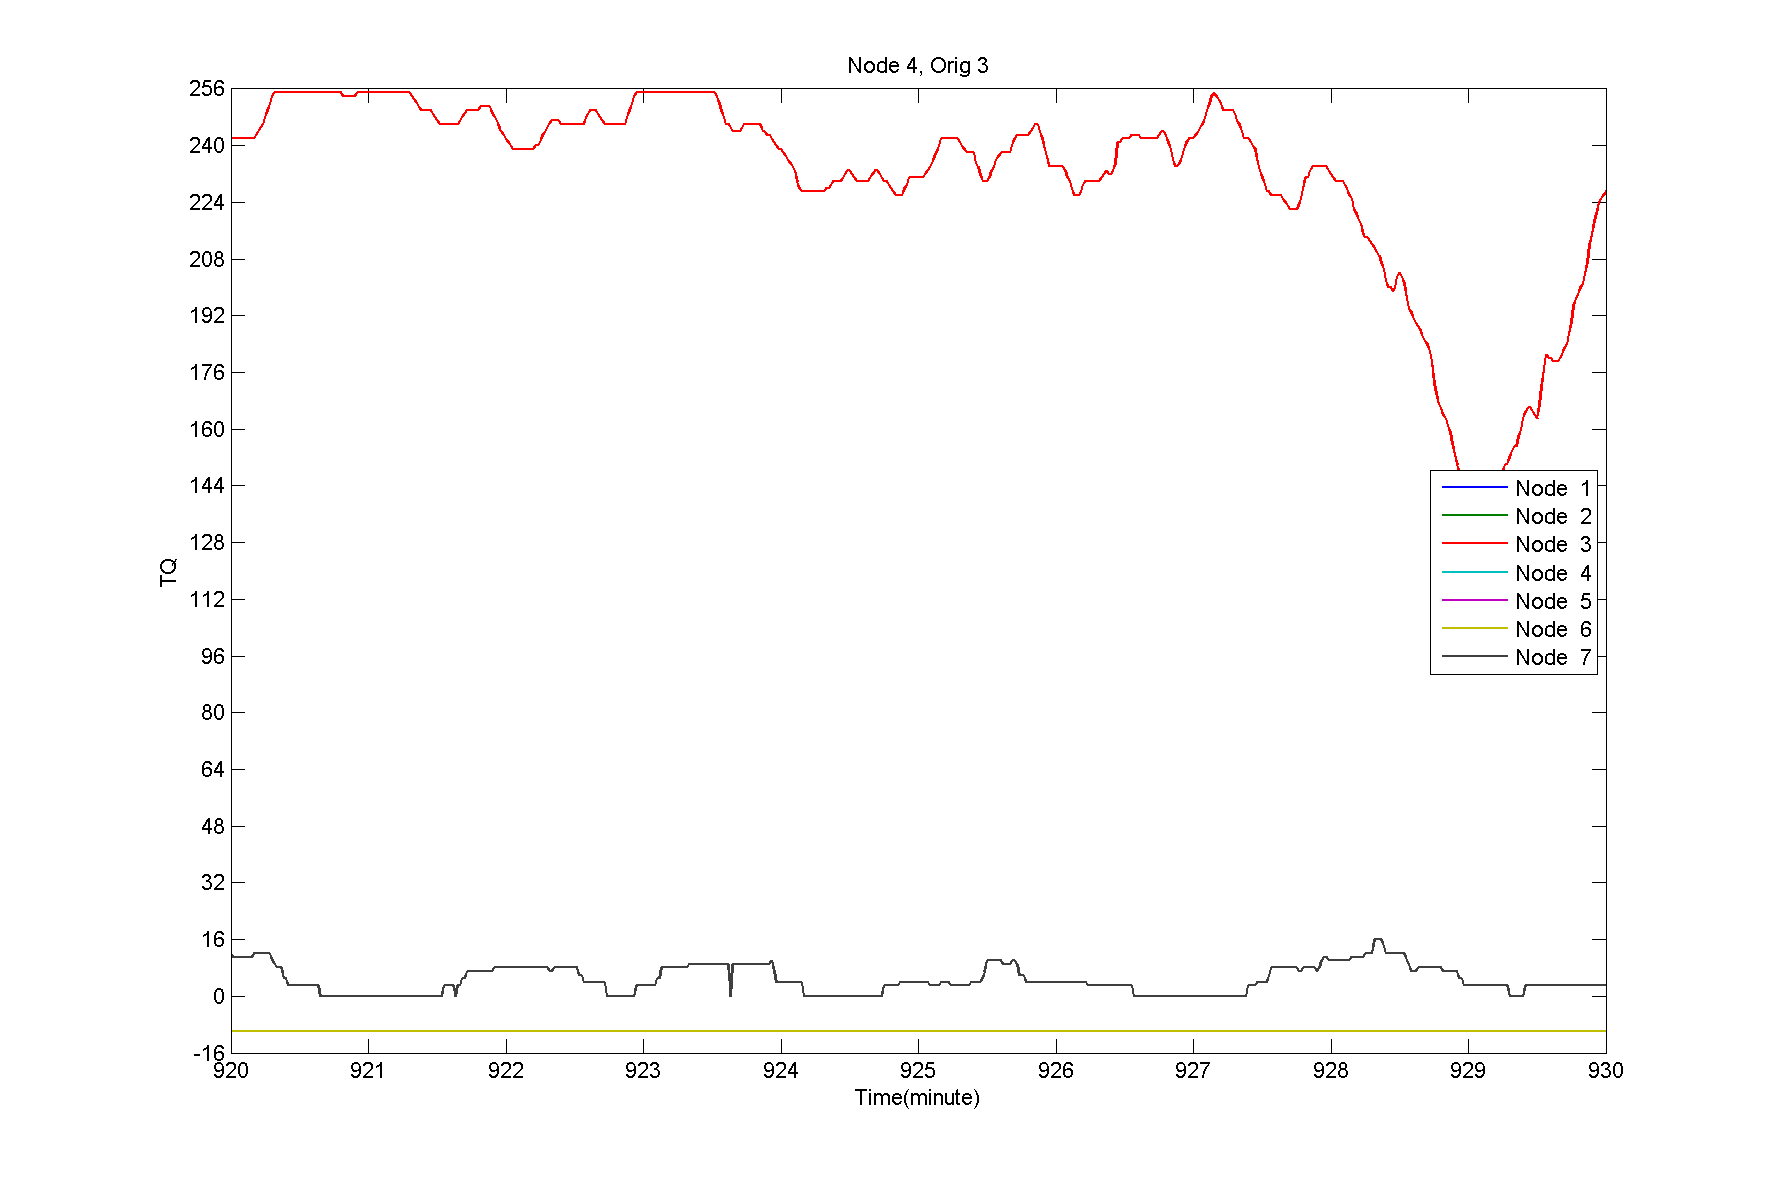 Node 4, Orig 3
256
240
224
208
192
176
160
144
128
112
96
80
64
48
32
16
0
-16
TQ
Node 1
Node 2
Node 3
Node 4
Node 5
Node 6
Node 7
920 921 922 923 924 925 926 927 928 929 930
Time(minute)